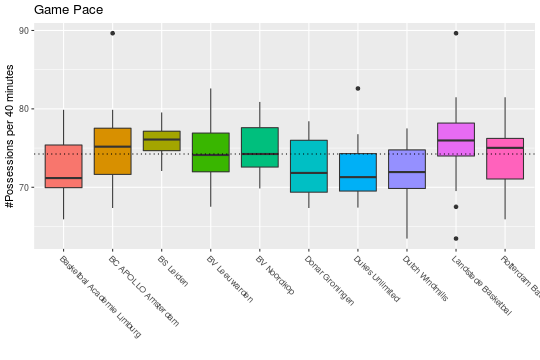 Game Pace
#Possessions per 40 minutes
90
80
70
Basketbal Academie Limburg
BC APOLLO Amsterdam
BS Leiden
BV Leeuwarden
BV Noordkop
Donar Groningen
Dukes Unlimited
Dutch Windmills
Landstede Basketbal
Rotterdam Bas